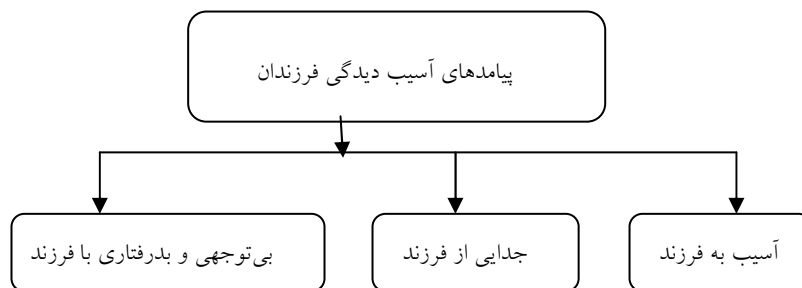 پیامدهای آسیب دیدگی فرزندان
آسیب به فرزند
جدایی از فرزند
بی‌توجهی و بدرفتاری با فرزند